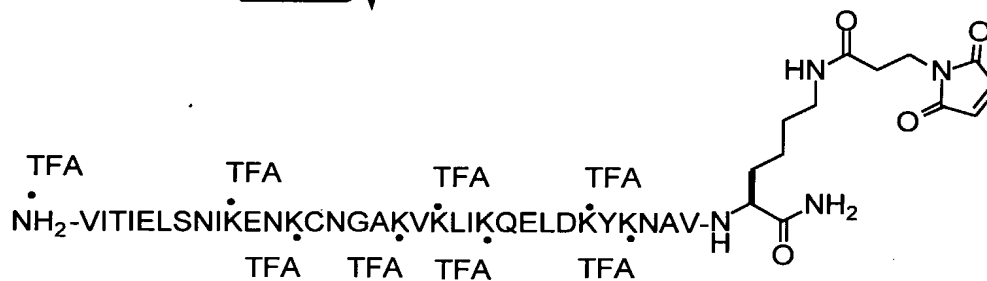 O
O
HN
N
O
TFA TFA TFA TFA
NH₂-VITIELSNIKENKCNGAKVKLIKQELDKYKNAV-N
H
NH₂
O
TFA TFA TFA TFA